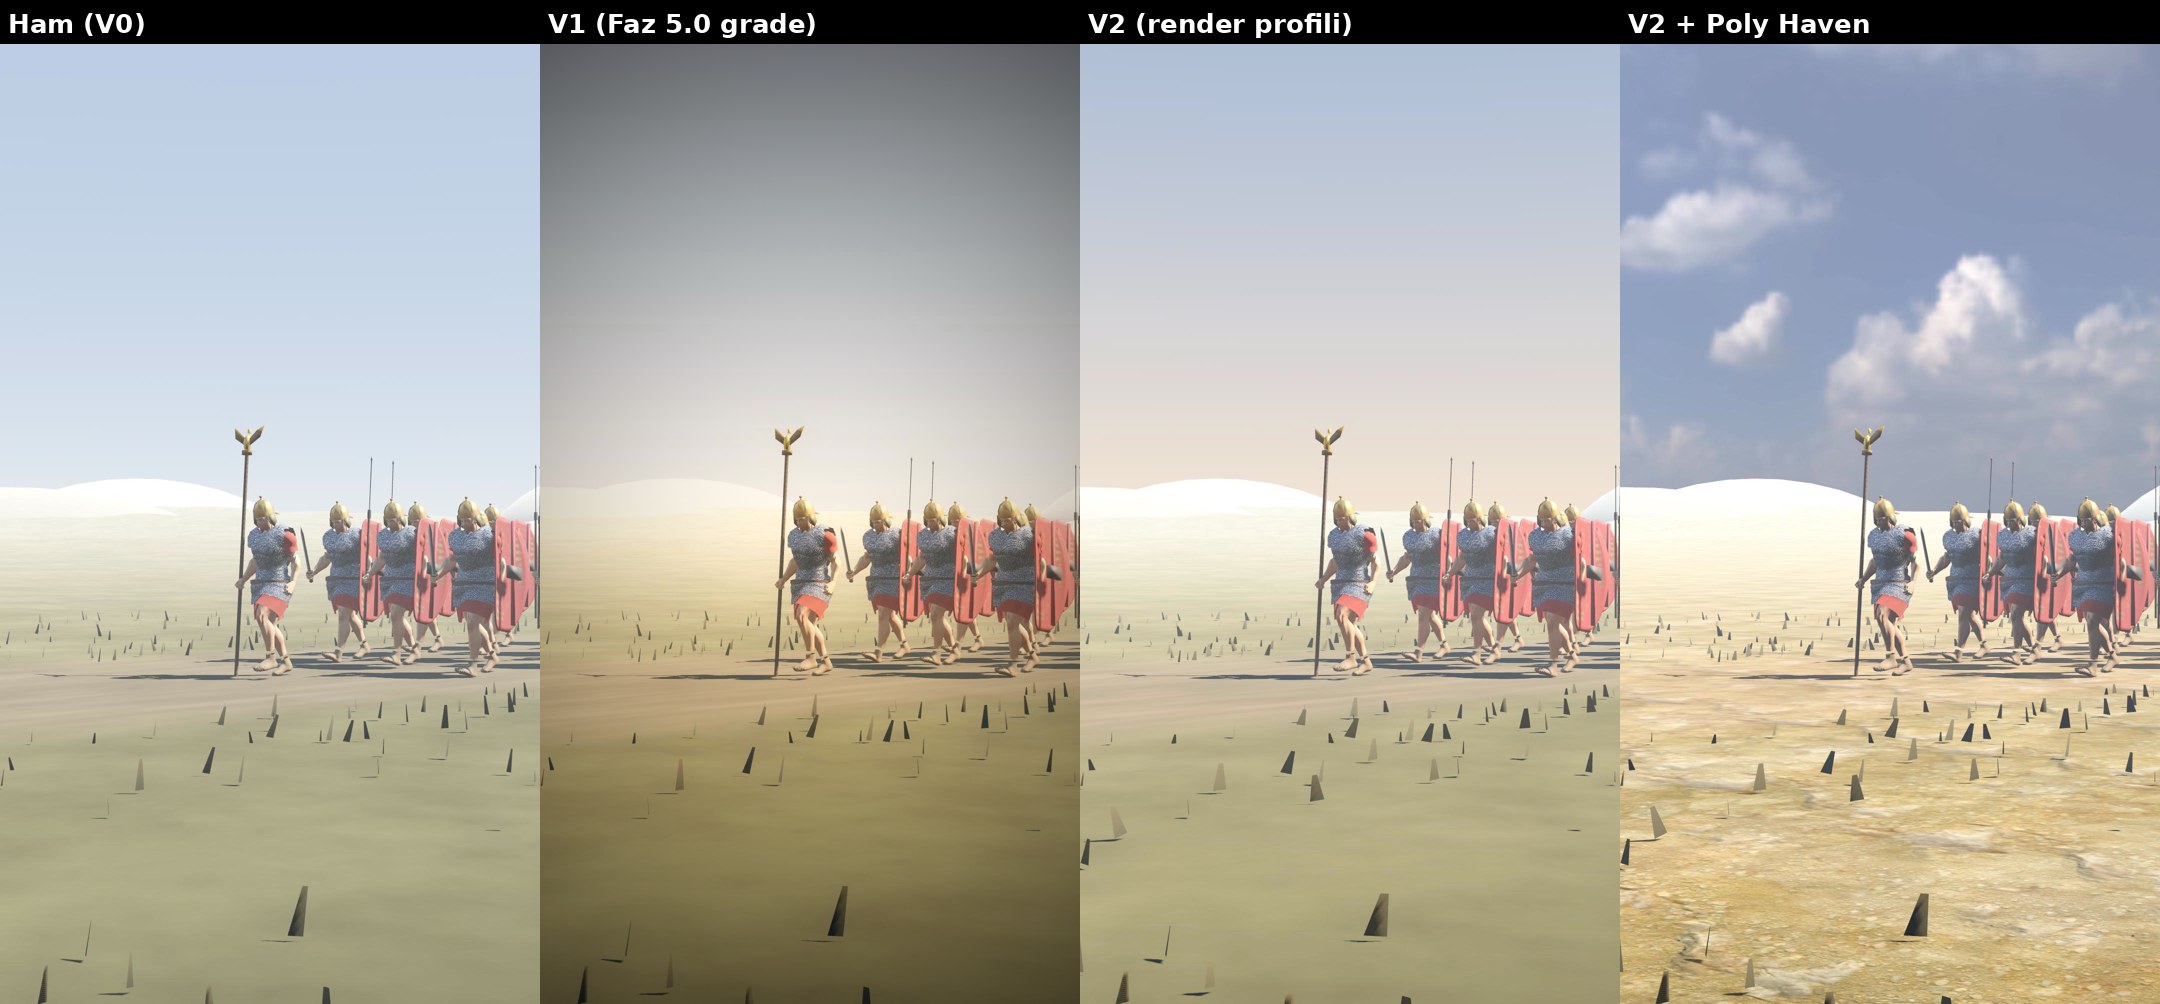 Ham (V0)
V1 (Faz 5.0 grade)
V2 (render profili)
V2 + Poly Haven